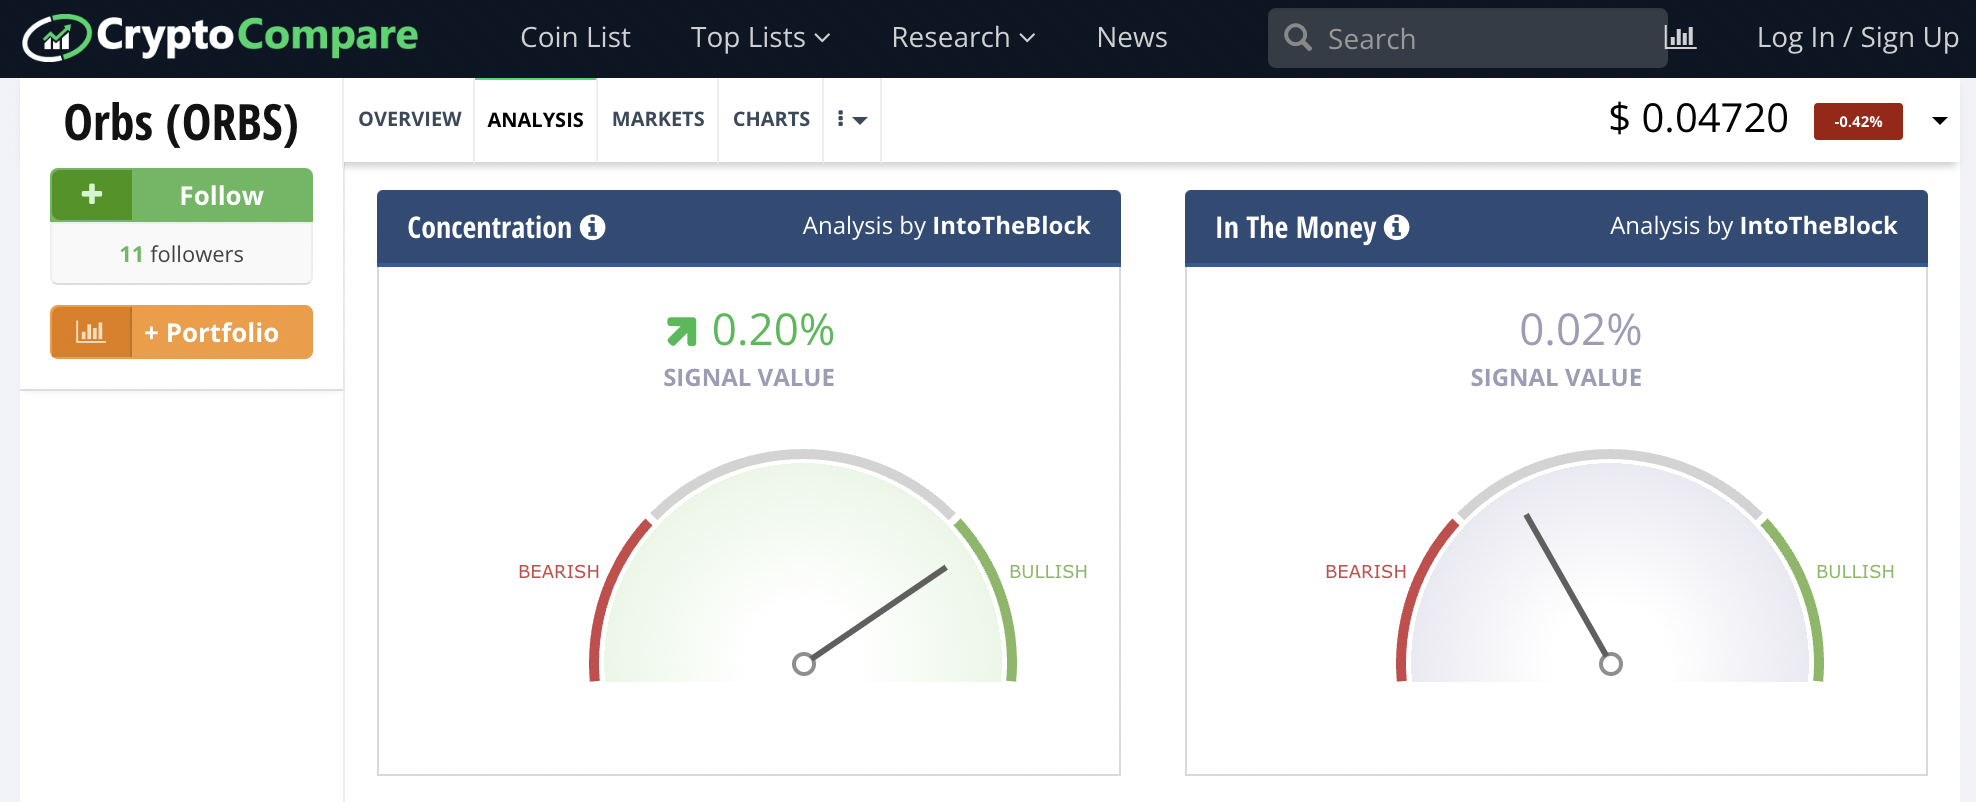 CryptoCompare
Coin List
Top Lists
Research
News
Search
Log In / Sign Up
Orbs (ORBS)
+ Follow
11 followers
+ Portfolio
OVERVIEW
ANALYSIS
MARKETS
CHARTS
$ 0.04720
-0.42%
Concentration
Analysis by IntoTheBlock
0.20%
SIGNAL VALUE
BEARISH
BULLISH
In The Money
Analysis by IntoTheBlock
0.02%
SIGNAL VALUE
BEARISH
BULLISH